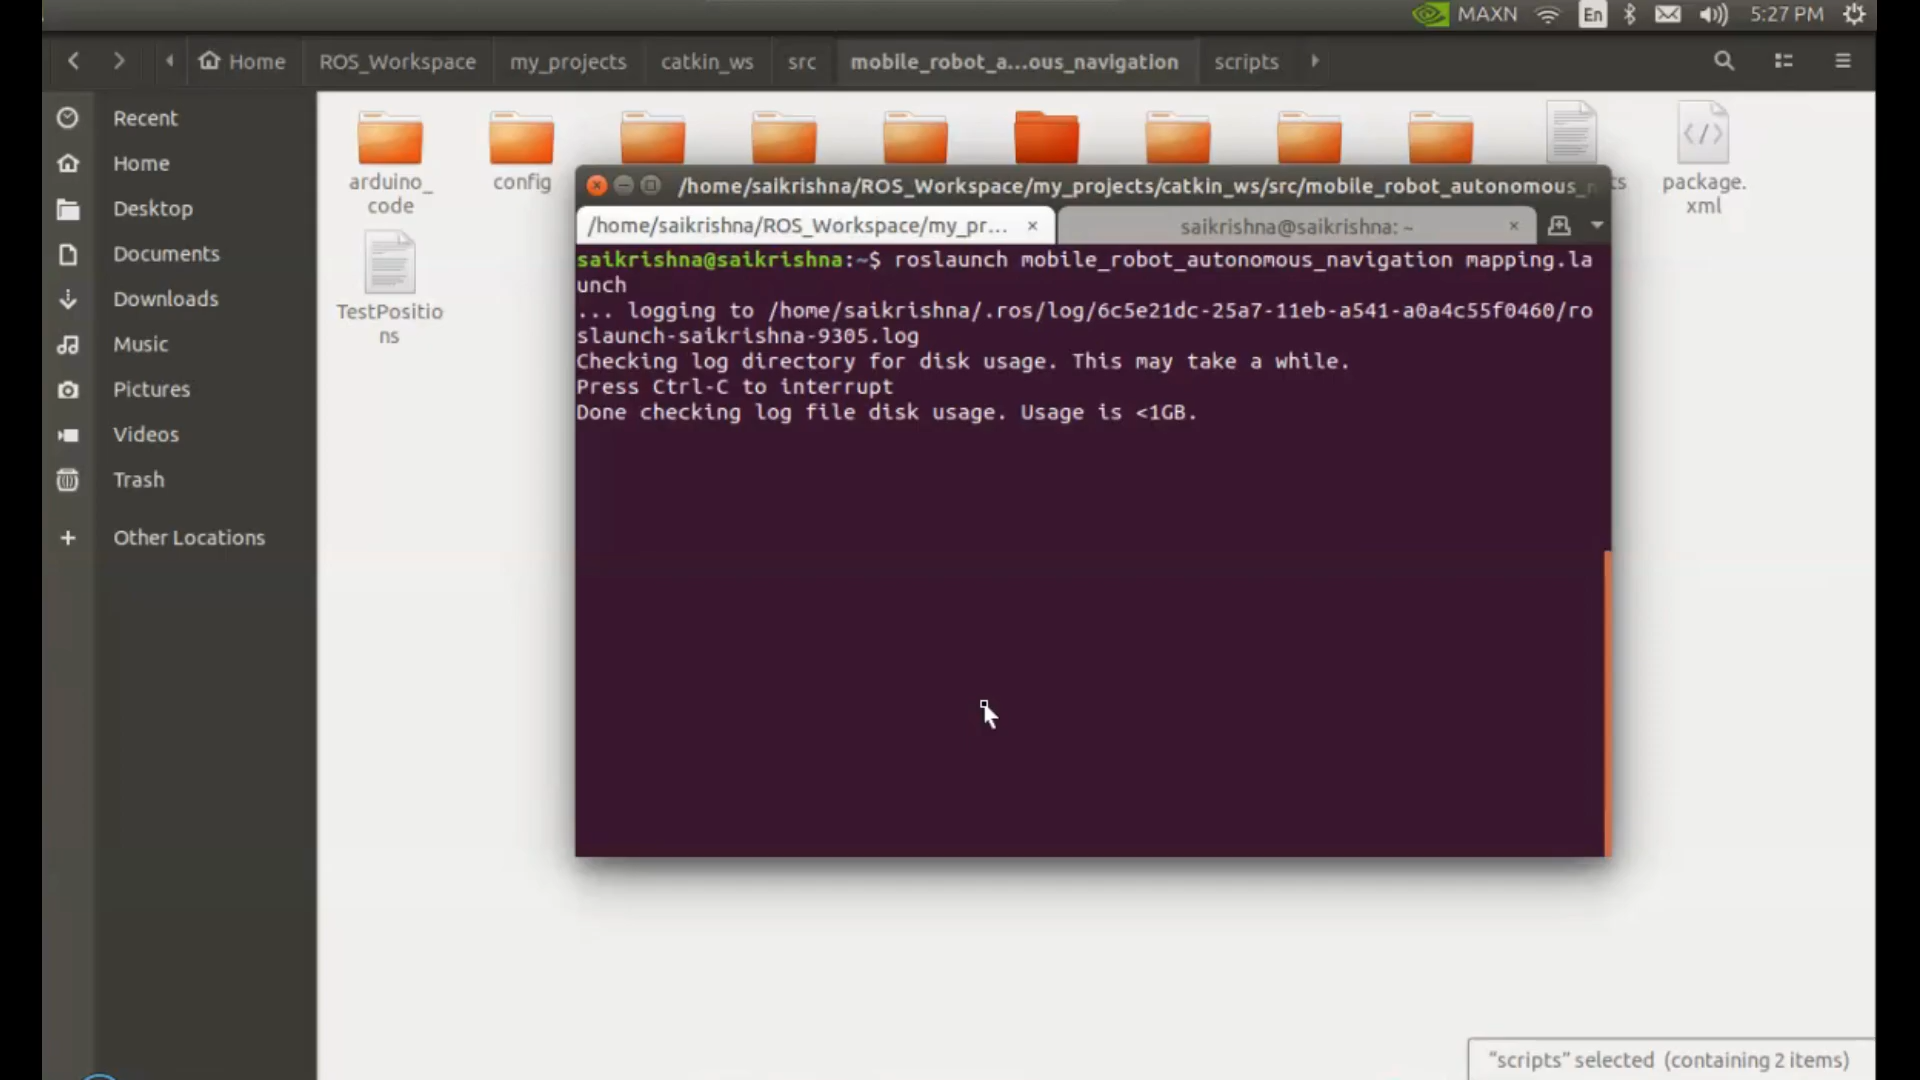 MAXN
En
5:27 PM
Home
ROS_Workspace
my_projects
catkin_ws
src
mobile_robot_a...ous_navigation
scripts
Recent
Home
Desktop
Documents
Downloads
Music
Pictures
Videos
Trash
Other Locations
arduino_
code
config
package.
xml
TestPositio
ns
/home/saikrishna/ROS_Workspace/my_projects/catkin_ws/src/mobile_robot_autonomous_
/home/saikrishna/ROS_Workspace/my_pr...
saikrishna@saikrishna: ~
saikrishna@saikrishna:~$ roslaunch mobile_robot_autonomous_navigation mapping.la
unch
... logging to /home/saikrishna/.ros/log/6c5e21dc-25a7-11eb-a541-a0a4c55f0460/ro
slaunch-saikrishna-9305.log
Checking log directory for disk usage. This may take a while.
Press Ctrl-C to interrupt
Done checking log file disk usage. Usage is <1GB.
"scripts" selected (containing 2 items)